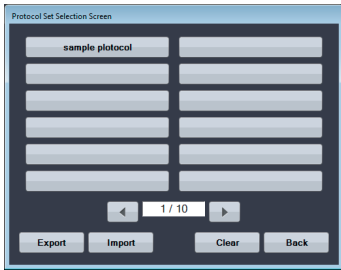 Protocol Set Selection Screen
sample plotocol
1 / 10
Export Import Clear Back